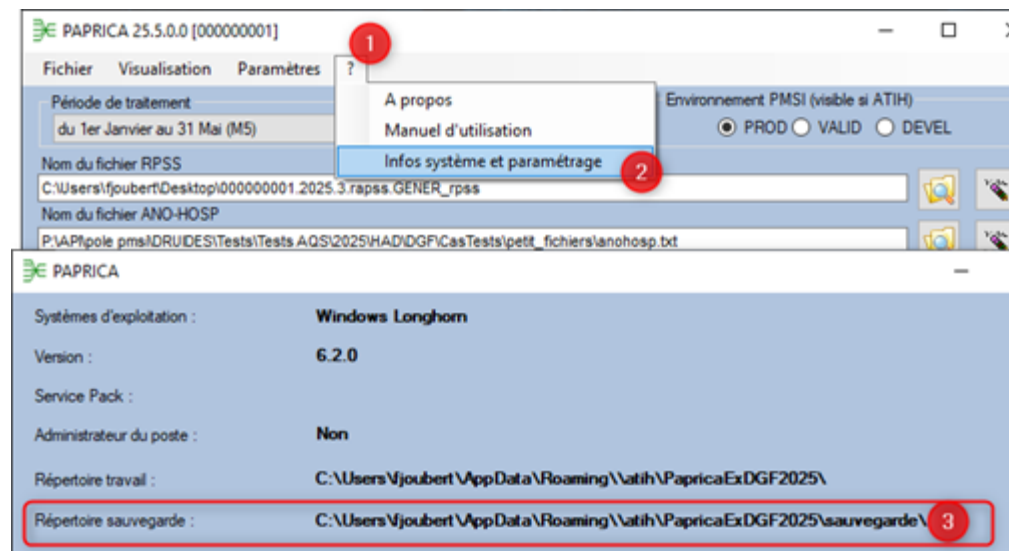 PAPRICA 25.5.0.0 [000000001]
1
Fichier Visualisation Paramètres ?
A propos
Manuel d'utilisation
Infos système et paramétrage
2
Période de traitement
du 1er Janvier au 31 Mai (M5)
Environnement PMSI (visible si ATIH)
PROD VALID DEVEL
Nom du fichier RPSS
C:\Users\fjoubert\Desktop\000000001.2025.3.rapss.GENER_rpss
Nom du fichier ANO-HOSP
P:\API\pole pmsi\DRUIDES\Tests\Tests AQS\2025\HAD\DGF\CasTests\petit_fichiers\anohosp.txt
PAPRICA
Systèmes d'exploitation : Windows Longhorn
Version : 6.2.0
Service Pack :
Administrateur du poste : Non
Répertoire travail : C:\Users\fjoubert\AppData\Roaming\\atih\PapricaExDGF2025\
Répertoire sauvegarde : C:\Users\fjoubert\AppData\Roaming\\atih\PapricaExDGF2025\sauvegarde\
3